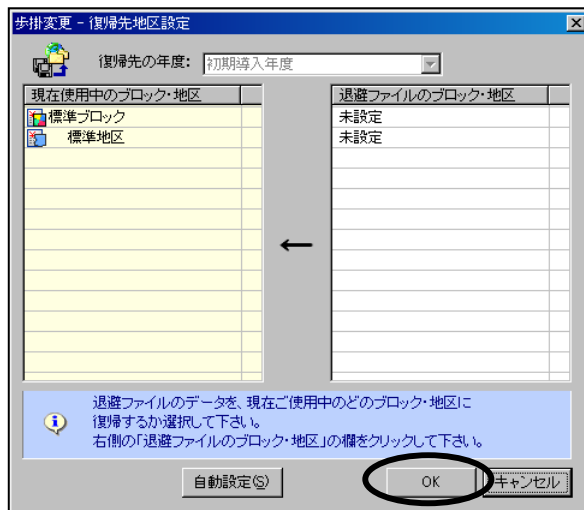 歩掛変更 - 復帰先地区設定
復帰先の年度: 初期導入年度
現在使用中のブロック・地区 退避ファイルのブロック・地区
標準ブロック 未設定
標準地区 未設定
←
退避ファイルのデータを、現在ご使用中のどのブロック・地区に
復帰するか選択して下さい。
右側の「退避ファイルのブロック・地区」の欄をクリックして下さい。
自動設定(S) OK キャンセル